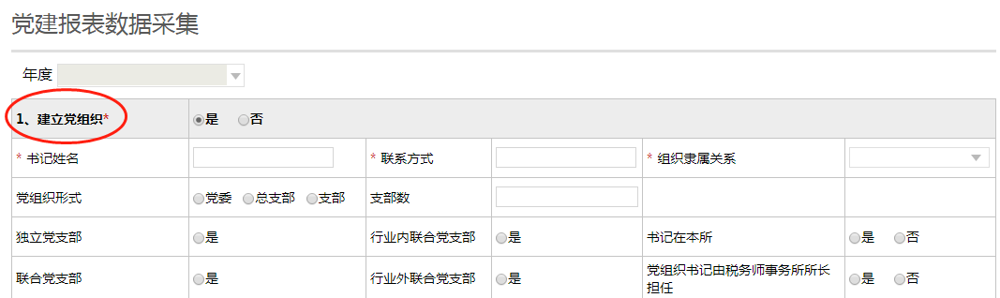 党建报表数据采集
年度
1、建立党组织* 是 否
* 书记姓名 * 联系方式 * 组织隶属关系
党组织形式 党委 总支部 支部 支部数
独立党支部 是 行业内联合党支部 是 书记在本所 是 否
联合党支部 是 行业外联合党支部 是 党组织书记由税务师事务所所长
担任 是 否